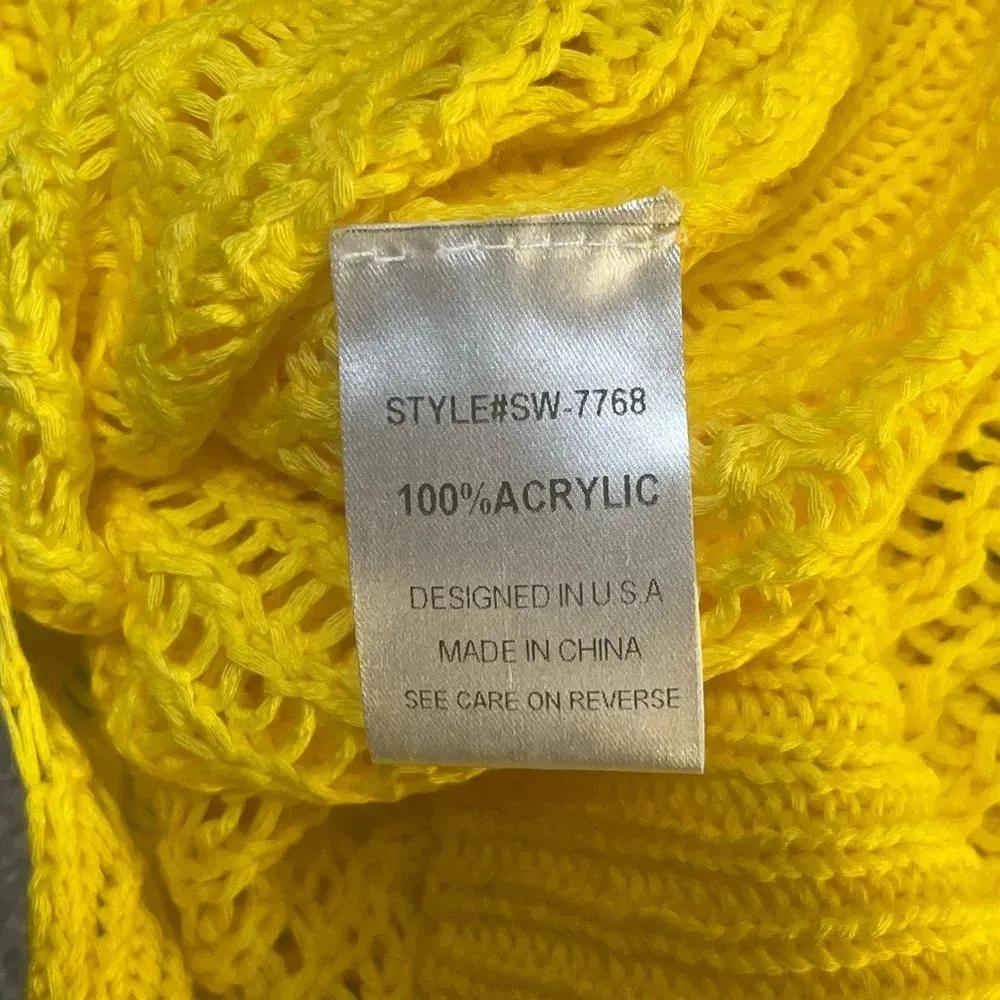 STYLE#SW-7768
100%ACRYLIC
DESIGNED IN U.S.A
MADE IN CHINA
SEE CARE ON REVERSE